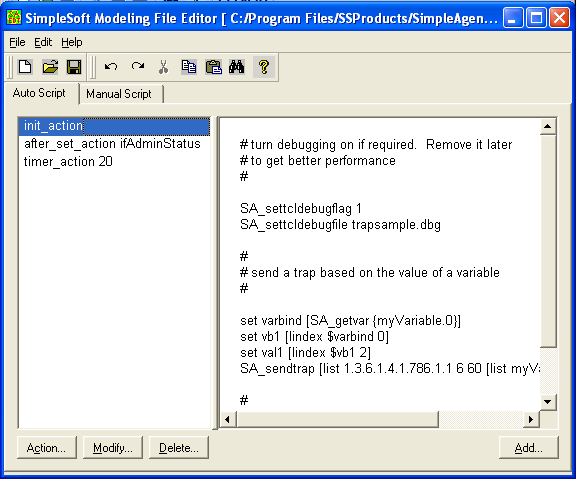 SimpleSoft Modeling File Editor [ C:/Program Files/SSProducts/SimpleAgen...
File Edit Help
Auto Script
Manual Script
init_action
after_set_action ifAdminStatus
timer_action 20
# turn debugging on if required.  Remove it later
# to get better performance
#
SA_settcldebugflag 1
SA_settcldebugfile trapsample.dbg
#
# send a trap based on the value of a variable
#
set varbind [SA_getvar {myVariable.0}]
set vb1 [lindex $varbind 0]
set val1 [lindex $vb1 2]
SA_sendtrap [list 1.3.6.1.4.1.786.1.1 6 60 [list myVa
#
Action...
Modify...
Delete...
Add...